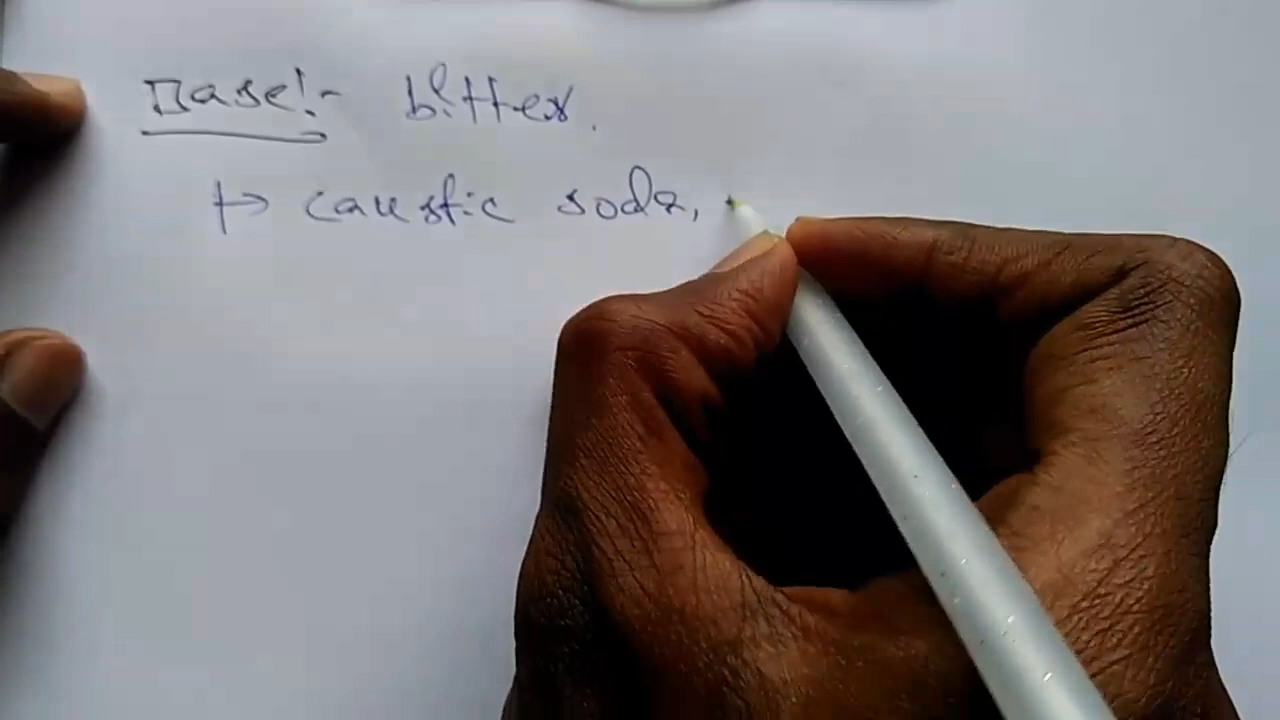 Base:- bitter.
↦ caustic soda,